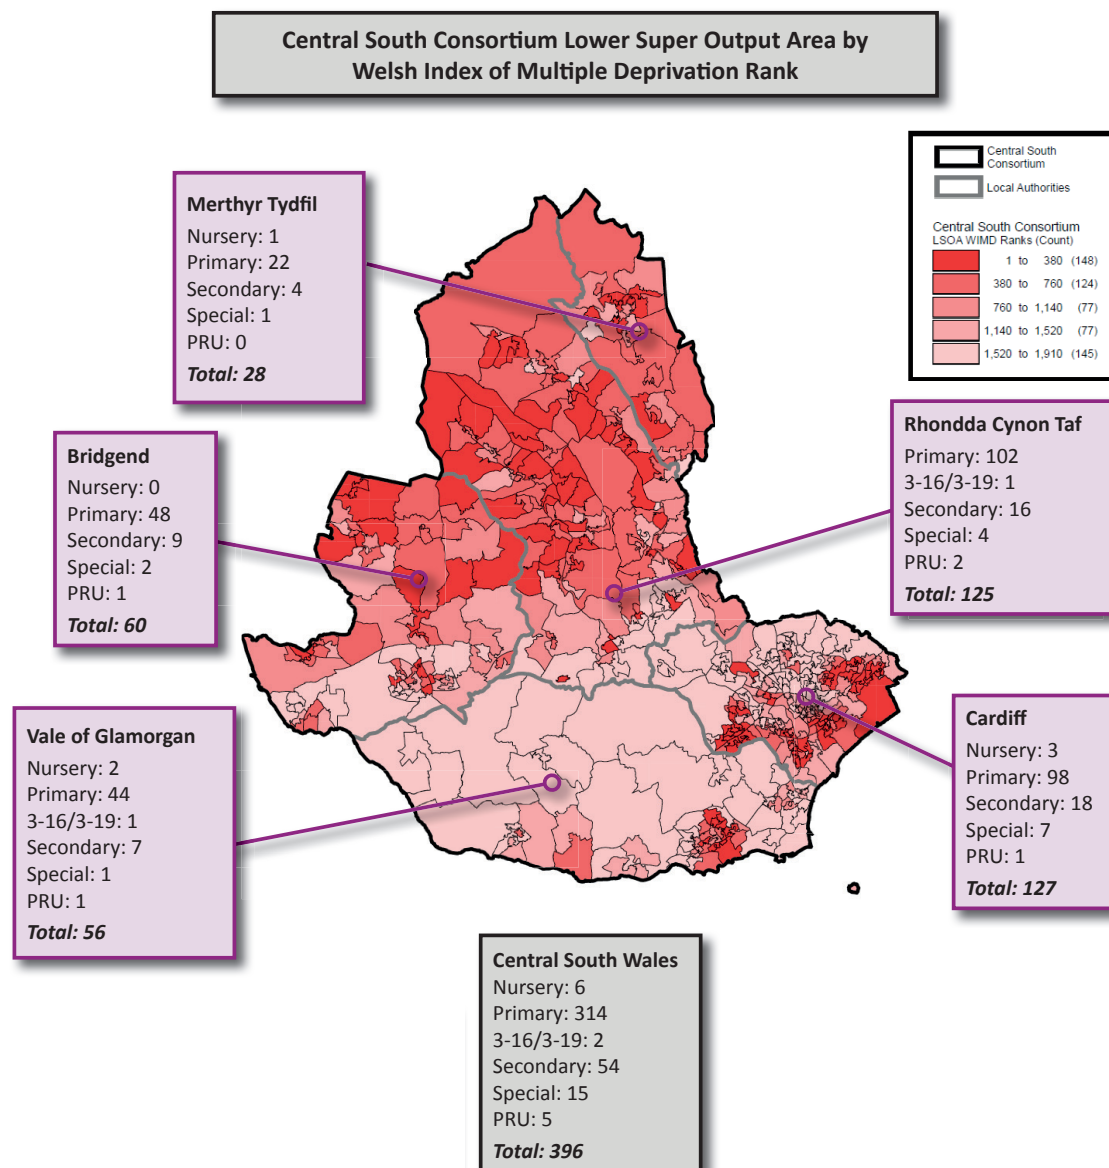 Central South Consortium Lower Super Output Area by
Welsh Index of Multiple Deprivation Rank
Central South
Consortium
Local Authorities
Central South Consortium
LSOA WIMD Ranks (Count)
1 to 380 (148)
380 to 760 (124)
760 to 1,140 (77)
1,140 to 1,520 (77)
1,520 to 1,910 (145)
Merthyr Tydfil
Nursery: 1
Primary: 22
Secondary: 4
Special: 1
PRU: 0
Total: 28
Bridgend
Nursery: 0
Primary: 48
Secondary: 9
Special: 2
PRU: 1
Total: 60
Rhondda Cynon Taf
Primary: 102
3-16/3-19: 1
Secondary: 16
Special: 4
PRU: 2
Total: 125
Vale of Glamorgan
Nursery: 2
Primary: 44
3-16/3-19: 1
Secondary: 7
Special: 1
PRU: 1
Total: 56
Cardiff
Nursery: 3
Primary: 98
Secondary: 18
Special: 7
PRU: 1
Total: 127
Central South Wales
Nursery: 6
Primary: 314
3-16/3-19: 2
Secondary: 54
Special: 15
PRU: 5
Total: 396